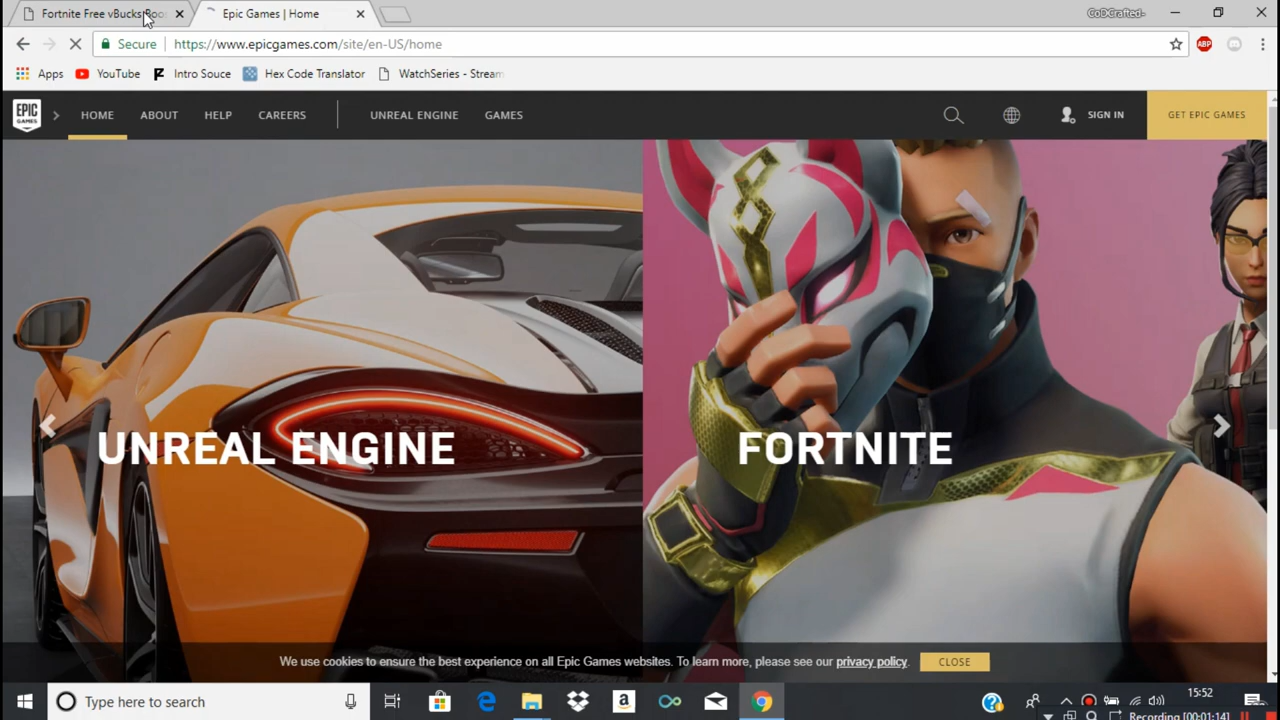 Fortnite Free vBucks Boos
Epic Games | Home
CoDCrafted-
Secure
https://www.epicgames.com/site/en-US/home
ABP
Apps
YouTube
Intro Souce
Hex Code Translator
WatchSeries - Stream
EPIC GAMES
HOME
ABOUT
HELP
CAREERS
UNREAL ENGINE
GAMES
SIGN IN
GET EPIC GAMES
UNREAL ENGINE
FORTNITE
We use cookies to ensure the best experience on all Epic Games websites. To learn more, please see our privacy policy.
CLOSE
Type here to search
15:52
Recording [00:01:14]